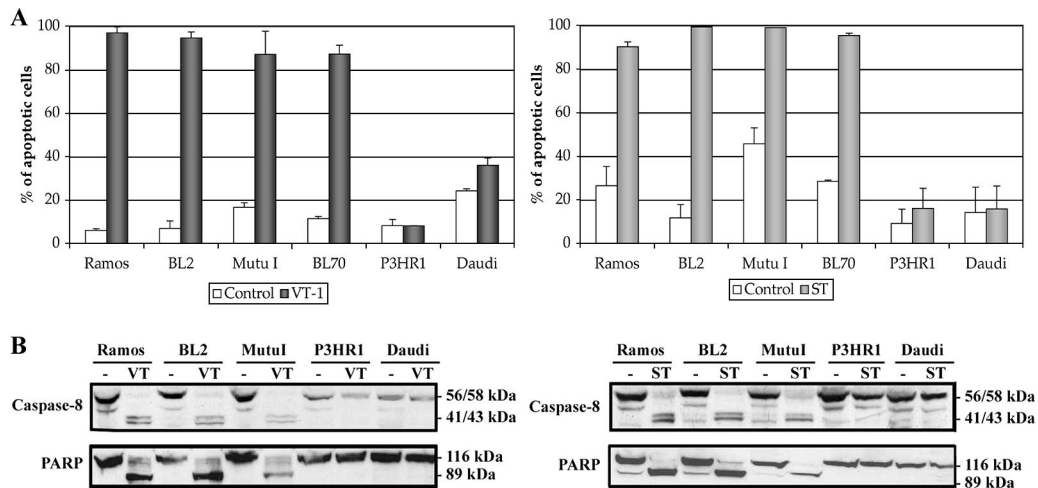 A
% of apoptotic cells
100
80
60
40
20
0
Ramos BL2 Mutu I BL70 P3HR1 Daudi
Control VT-1
% of apoptotic cells
100
80
60
40
20
0
Ramos BL2 Mutu I BL70 P3HR1 Daudi
Control ST
B
Ramos BL2 MutuI P3HR1 Daudi
- VT - VT - VT - VT - VT
Caspase-8
56/58 kDa
41/43 kDa
PARP
116 kDa
89 kDa
Ramos BL2 MutuI P3HR1 Daudi
- ST - ST - ST - ST - ST
Caspase-8
56/58 kDa
41/43 kDa
PARP
116 kDa
89 kDa